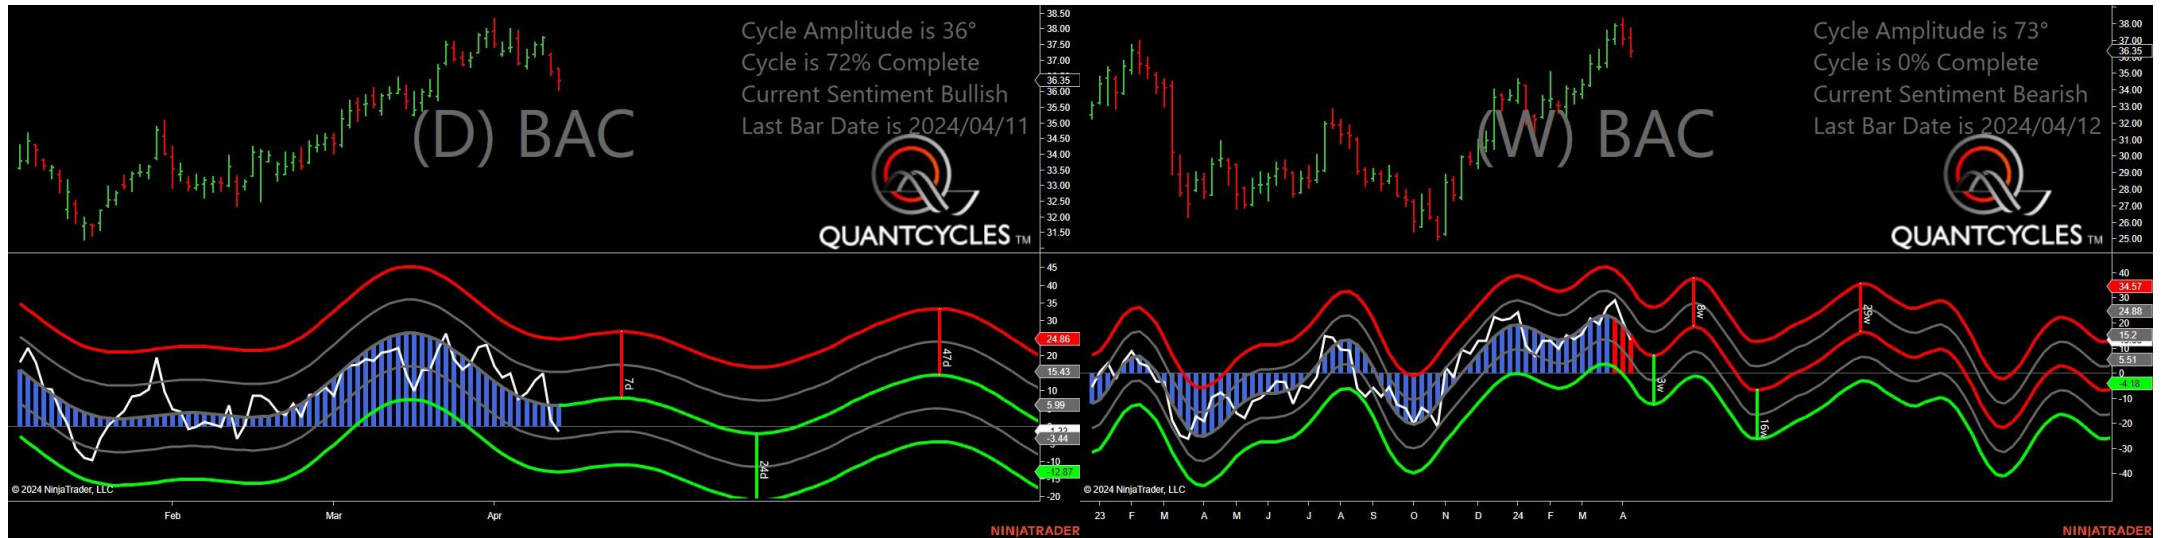 Cycle Amplitude is 36°
Cycle is 72% Complete
Current Sentiment Bullish
Last Bar Date is 2024/04/11
(D) BAC
QUANTCYCLES TM
38.50
38.00
37.50
37.00
36.35
36.00
35.50
35.00
34.50
34.00
33.50
33.00
32.50
32.00
31.50
45
40
35
30
24.86
20
15.43
10
5.99
-3.44
-10
-12.87
-15
-20
7d
24d
47d
© 2024 NinjaTrader, LLC
Feb Mar Apr
NINJATRADER
Cycle Amplitude is 73°
Cycle is 0% Complete
Current Sentiment Bearish
Last Bar Date is 2024/04/12
(W) BAC
QUANTCYCLES TM
38.00
37.00
36.35
36.00
35.00
34.00
33.00
32.00
31.00
30.00
29.00
28.00
27.00
26.00
25.00
40
34.57
30
24.88
20
15.2
10
5.51
0
-4.18
-10
-20
-30
-40
8w
3w
16w
29w
© 2024 NinjaTrader, LLC
23 F M A M J J A S O N D 24 F M A
NINJATRADER